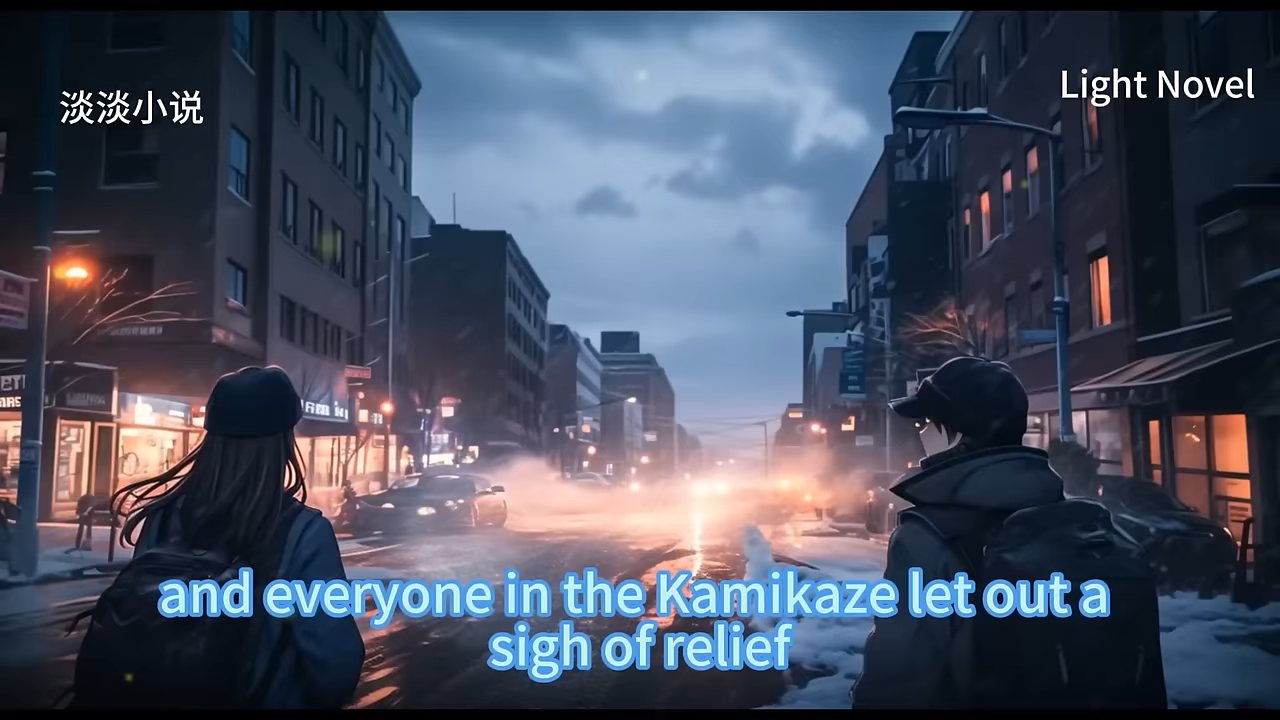 淡淡小说
Light Novel
and everyone in the Kamikaze let out a
sigh of relief